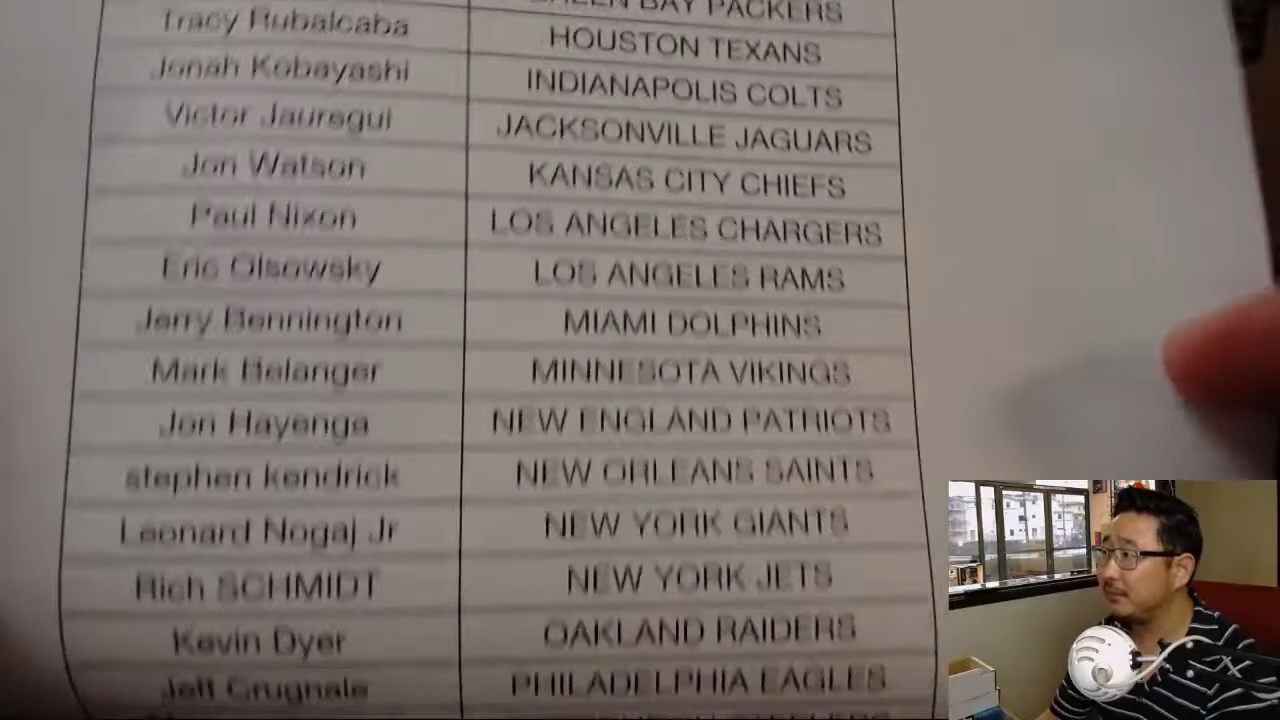 BAY PACKERS
Tracy Rubalcaba HOUSTON TEXANS
Jonah Kobayashi INDIANAPOLIS COLTS
Victor Jauregui JACKSONVILLE JAGUARS
Jon Watson KANSAS CITY CHIEFS
Paul Nixon LOS ANGELES CHARGERS
Eric Olsowsky LOS ANGELES RAMS
Jerry Bennington MIAMI DOLPHINS
Mark Belanger MINNESOTA VIKINGS
Jon Hayenga NEW ENGLAND PATRIOTS
stephen kendrick NEW ORLEANS SAINTS
Leonard Nogaj Jr NEW YORK GIANTS
Rich SCHMIDT NEW YORK JETS
Kevin Dyer OAKLAND RAIDERS
Jeff Grugnale PHILADELPHIA EAGLES